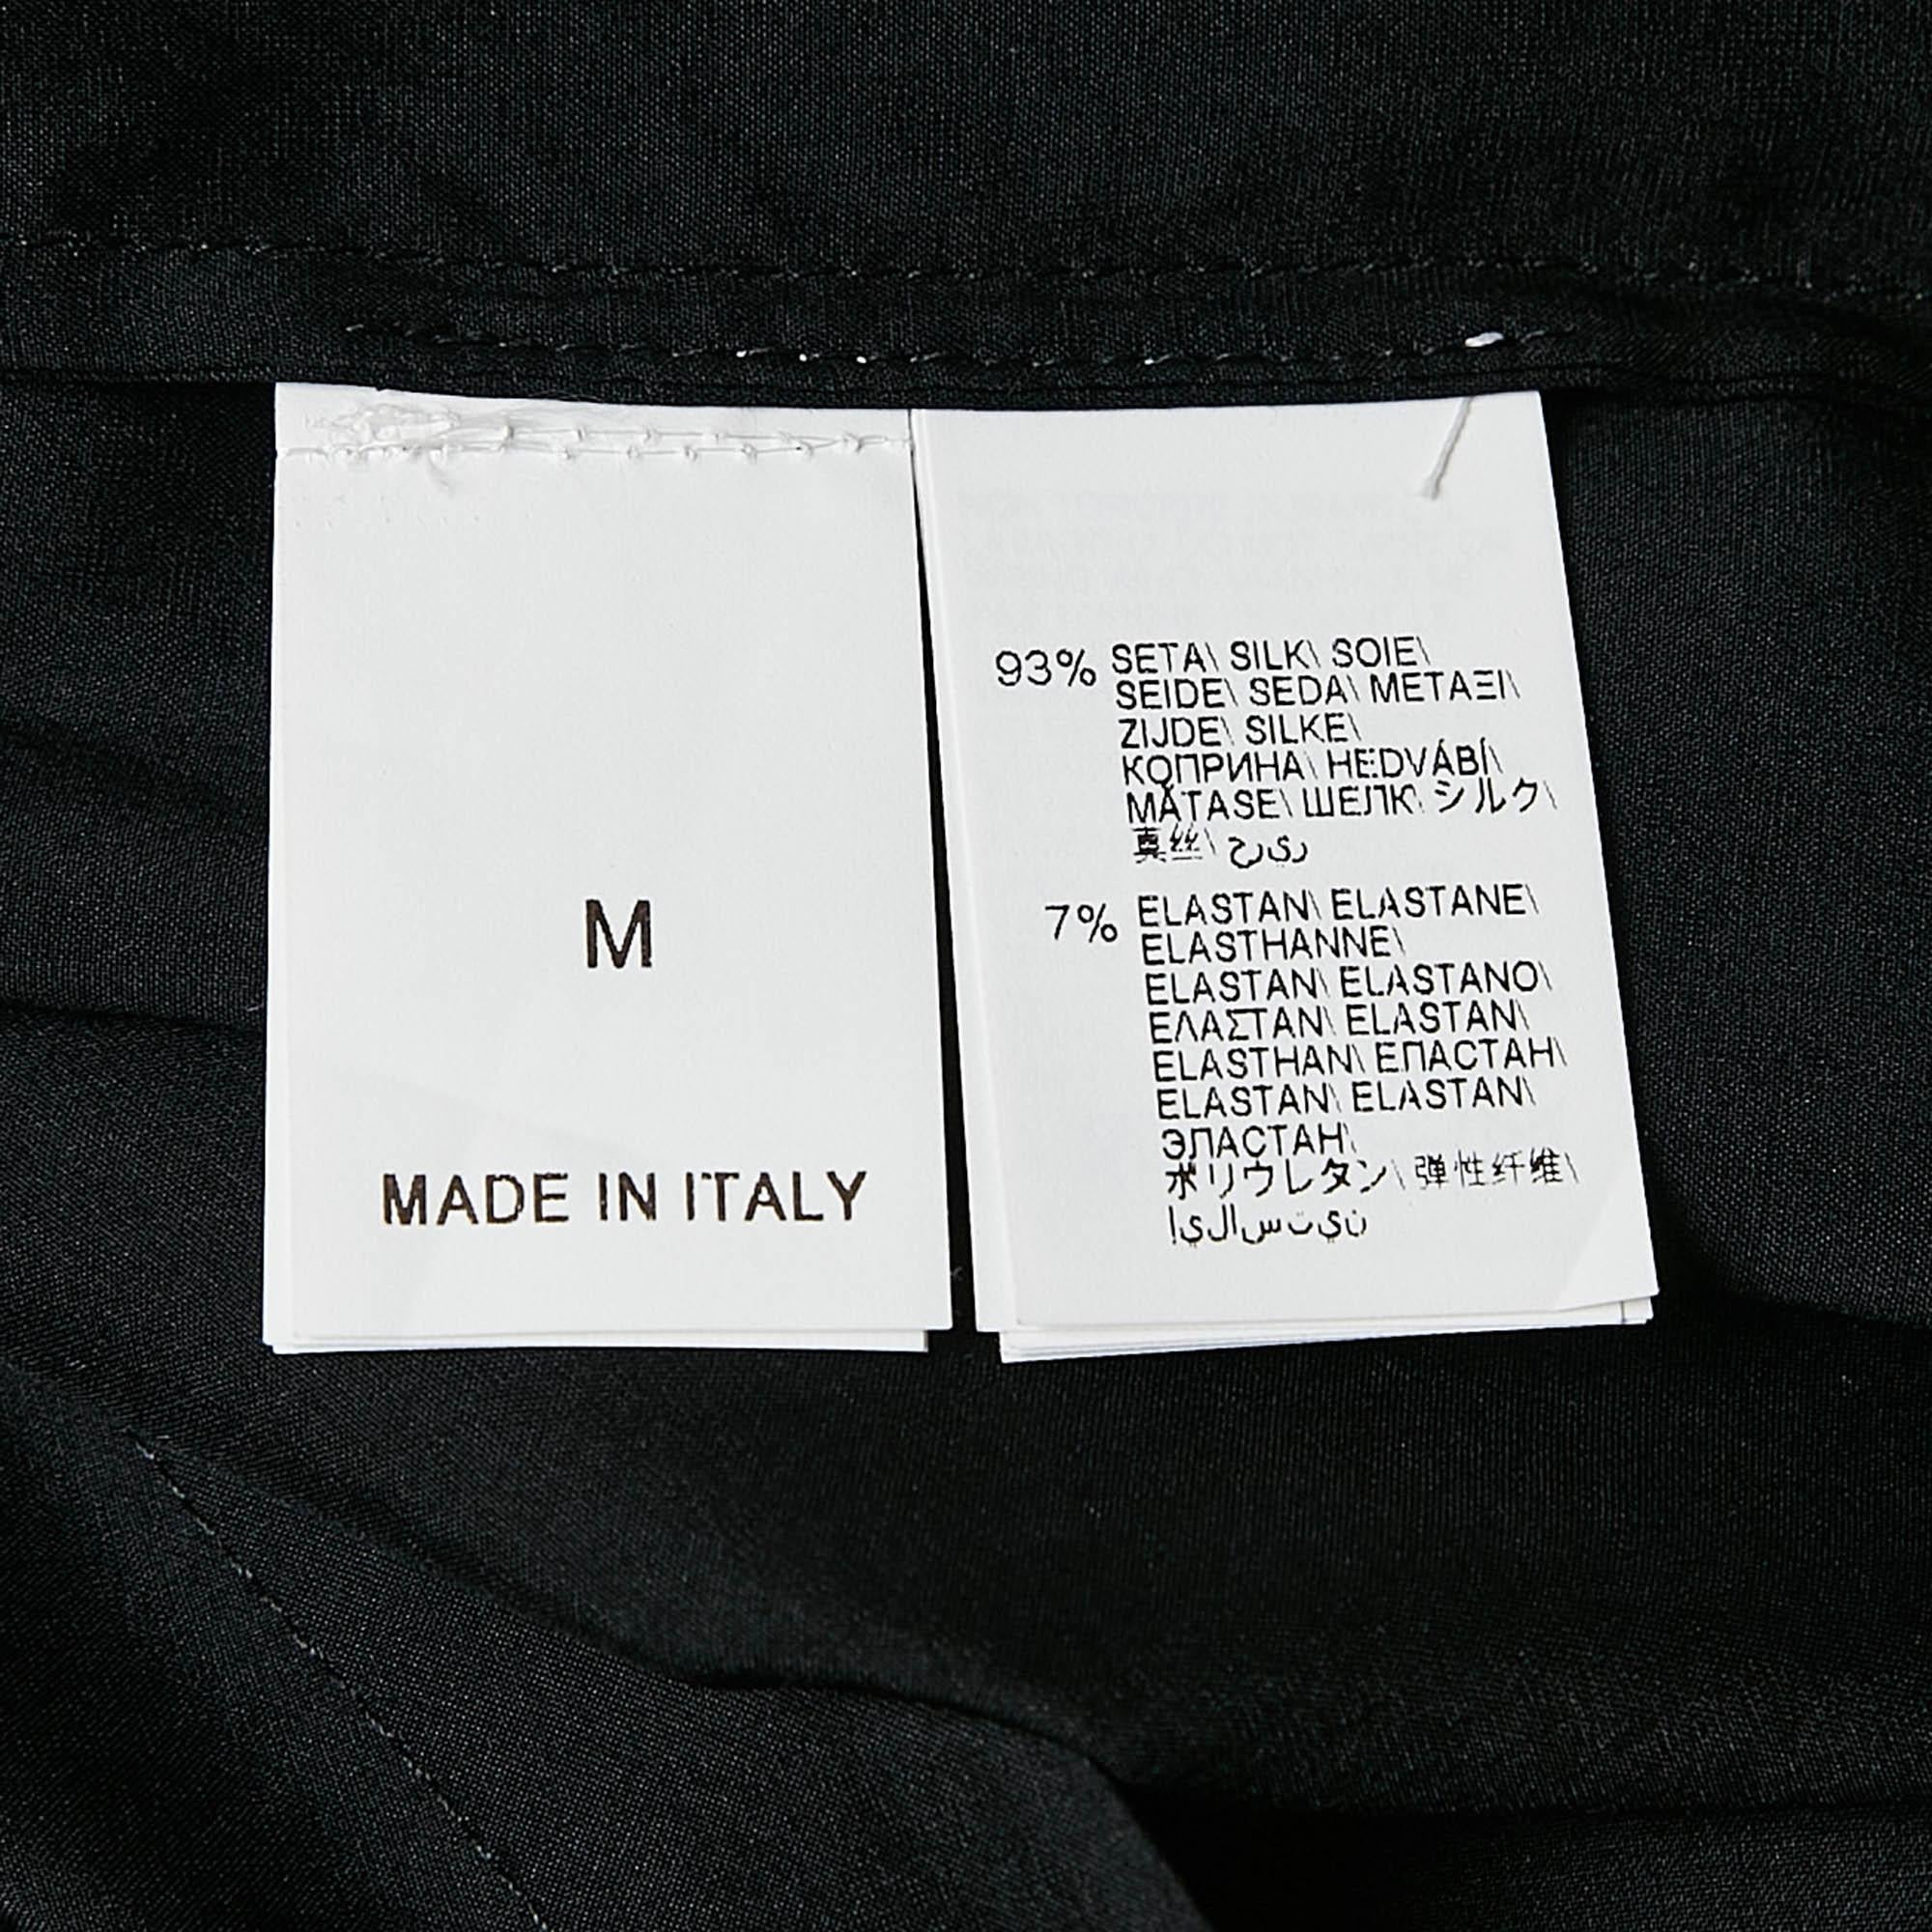 M
MADE IN ITALY
93% SETA\ SILK\ SOIE\
SEIDE\ SEDA\ ΜΕΤΑΞΙ\
ZIJDE\ SILKE\
КОПРИНА\ HEDVÁBÍ\
MĂTASE\ ШЕЛК\ シルク\
真丝\ حرير
7% ELASTAN\ ELASTANE\
ELASTHANNE\
ELASTAN\ ELASTANO\
ΕΛΑΣΤΑΝ\ ELASTAN\
ELASTHAN\ ЕЛАСТАН\
ELASTAN\ ELASTAN\
ЭЛАСТАН\
ポリウレタン\ 弹性纤维\
إيلاستين